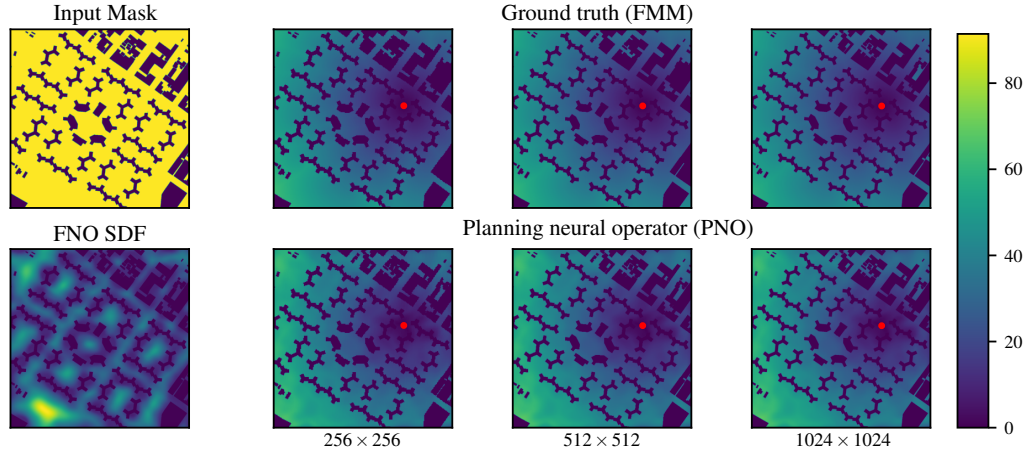 Input Mask
Ground truth (FMM)
FNO SDF
Planning neural operator (PNO)
256 × 256
512 × 512
1024 × 1024
80
60
40
20
0